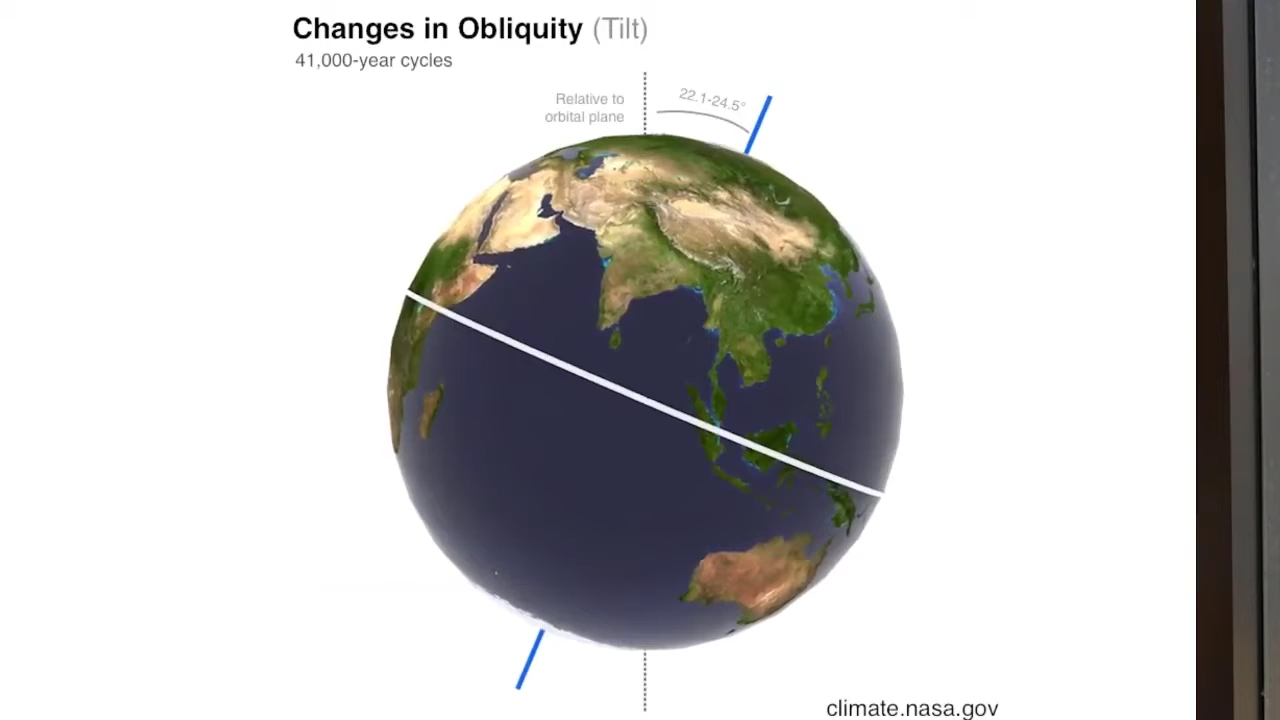 Changes in Obliquity (Tilt)
41,000-year cycles
Relative to
orbital plane
22.1-24.5°
climate.nasa.gov